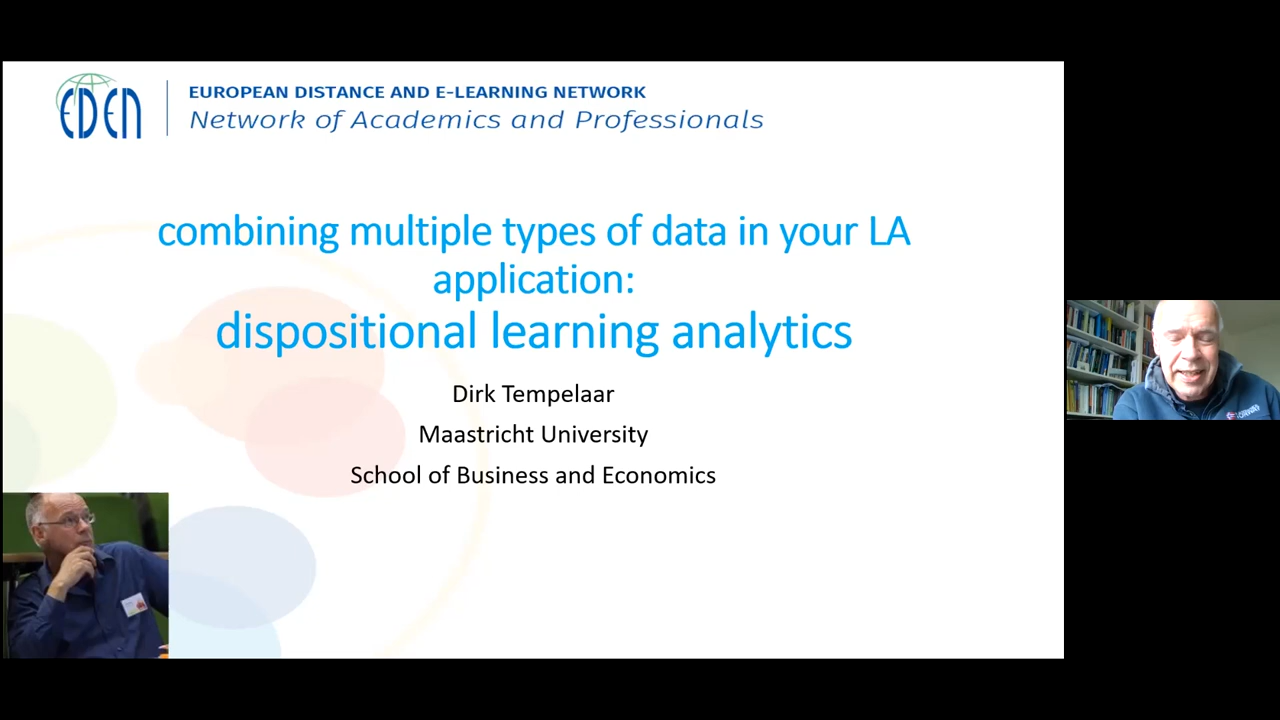 EDEN
EUROPEAN DISTANCE AND E-LEARNING NETWORK
Network of Academics and Professionals
combining multiple types of data in your LA
application:
dispositional learning analytics
Dirk Tempelaar
Maastricht University
School of Business and Economics